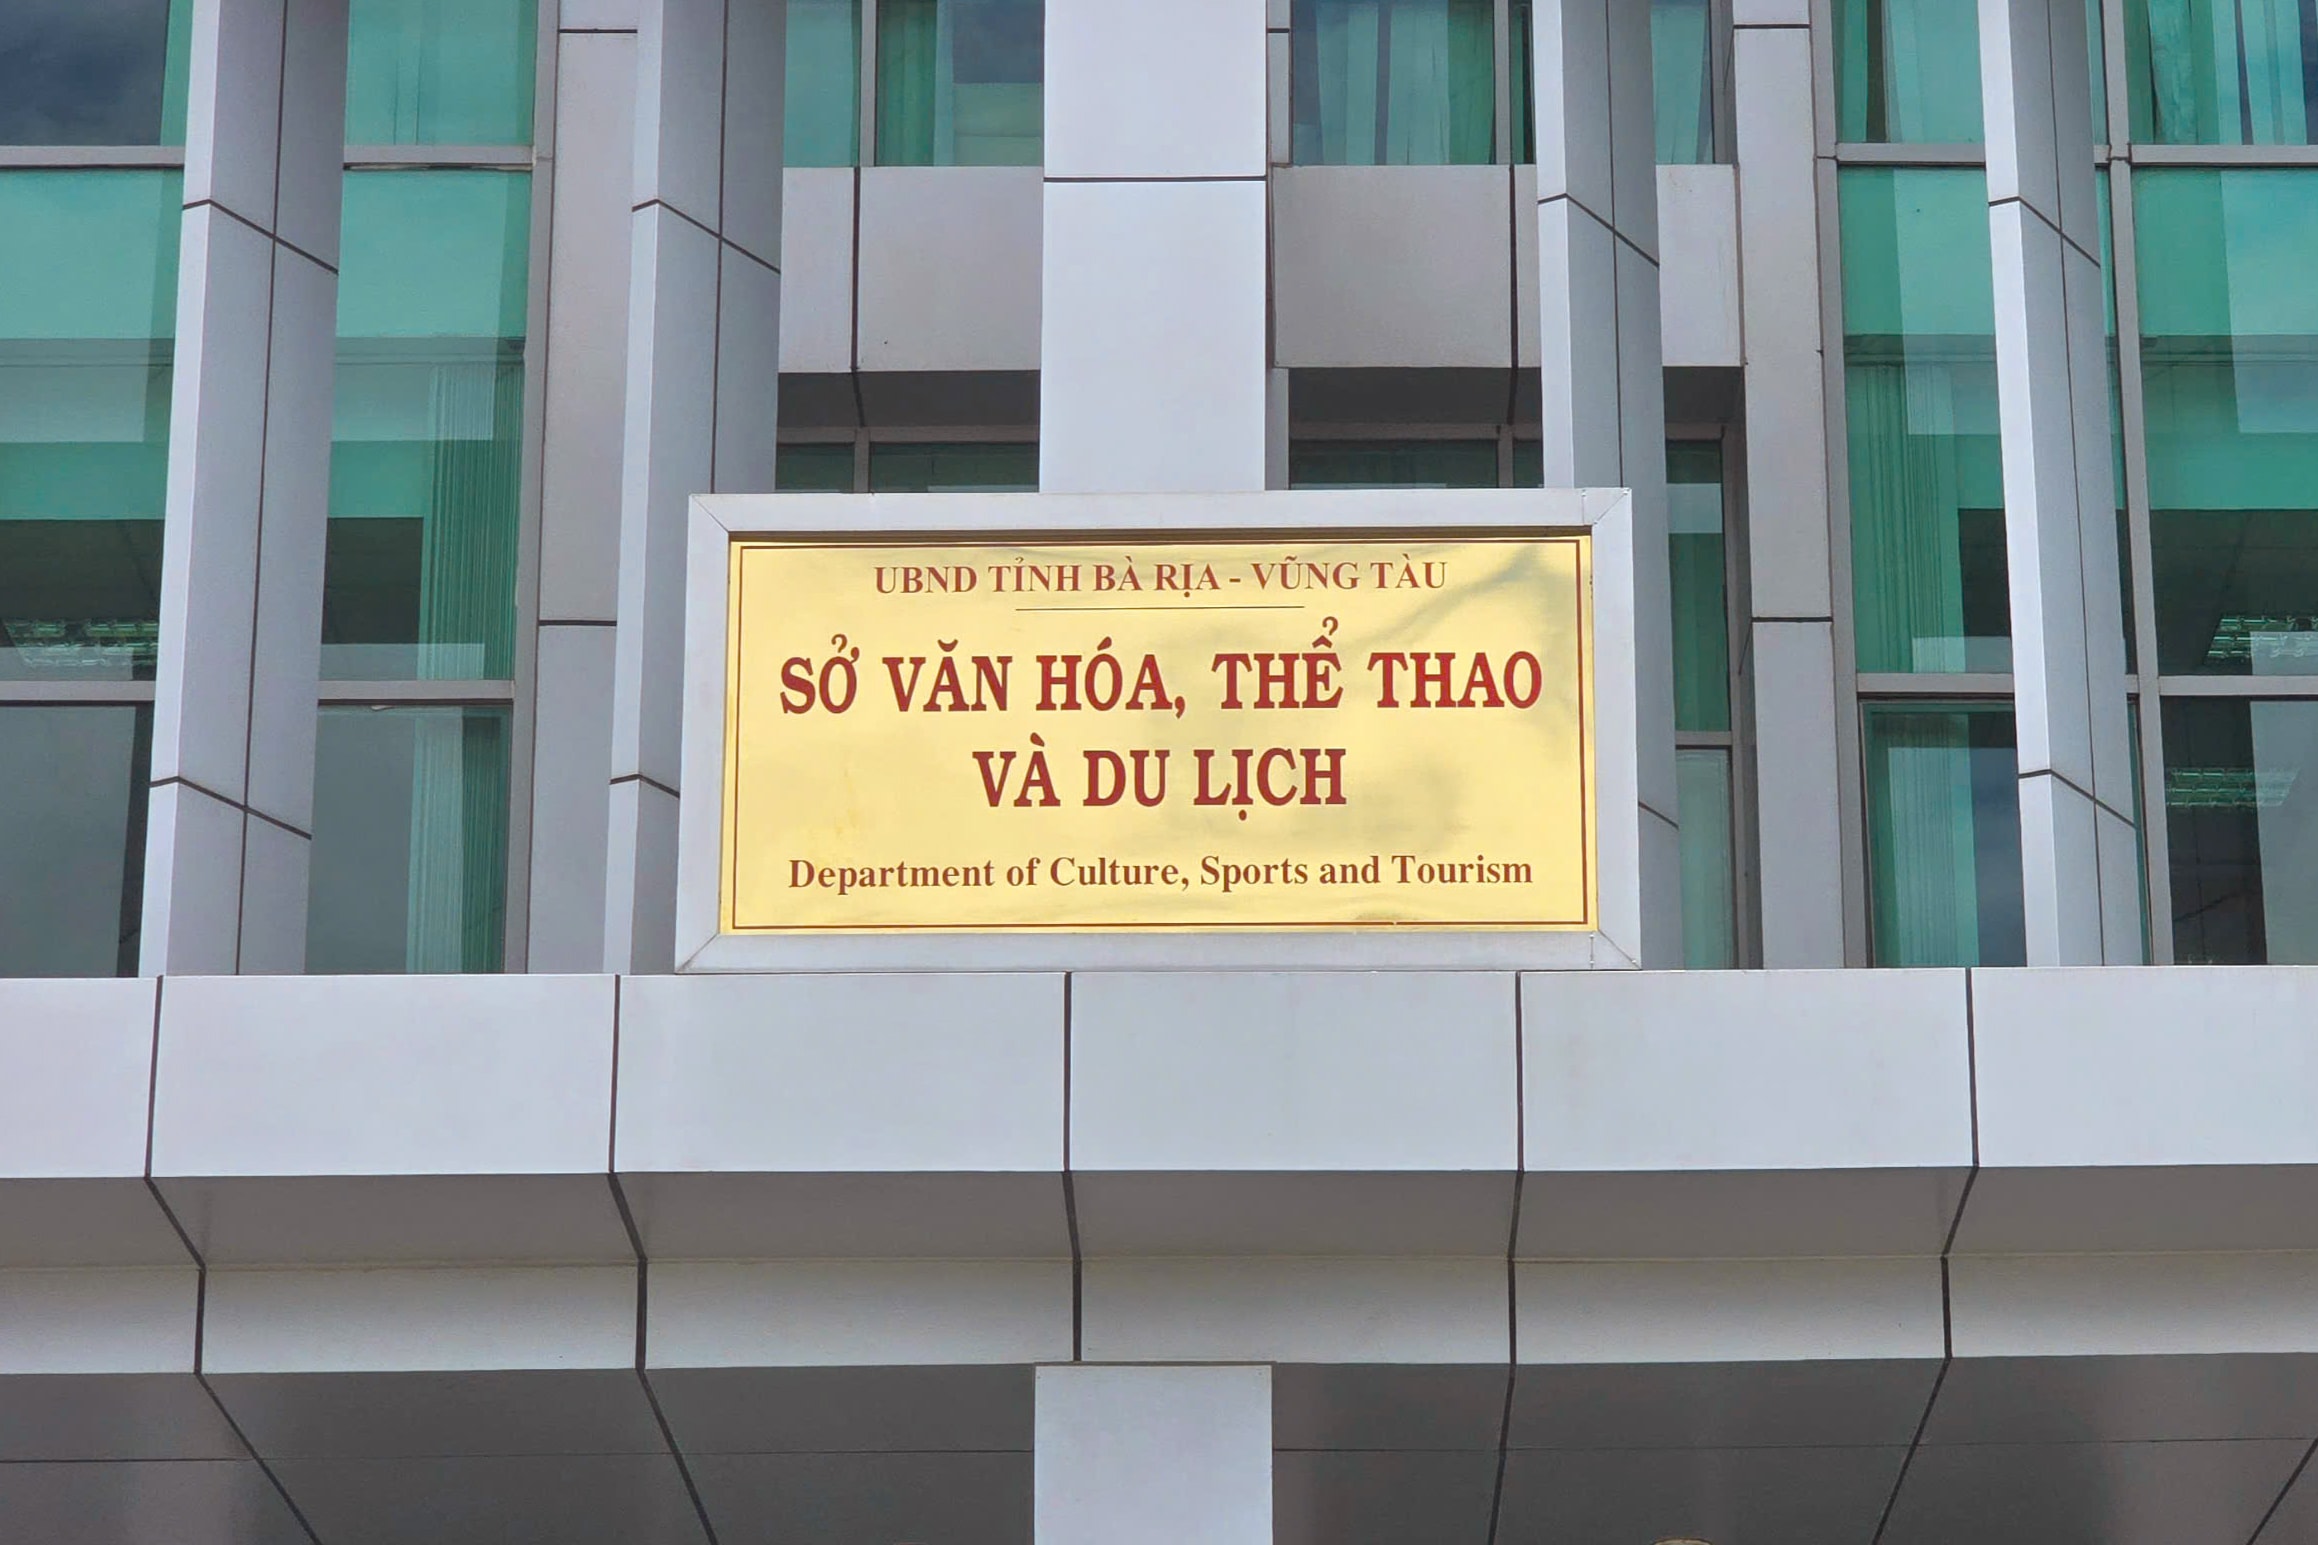 UBND TỈNH BÀ RỊA - VŨNG TÀU
SỞ VĂN HÓA, THỂ THAO
VÀ DU LỊCH
Department of Culture, Sports and Tourism